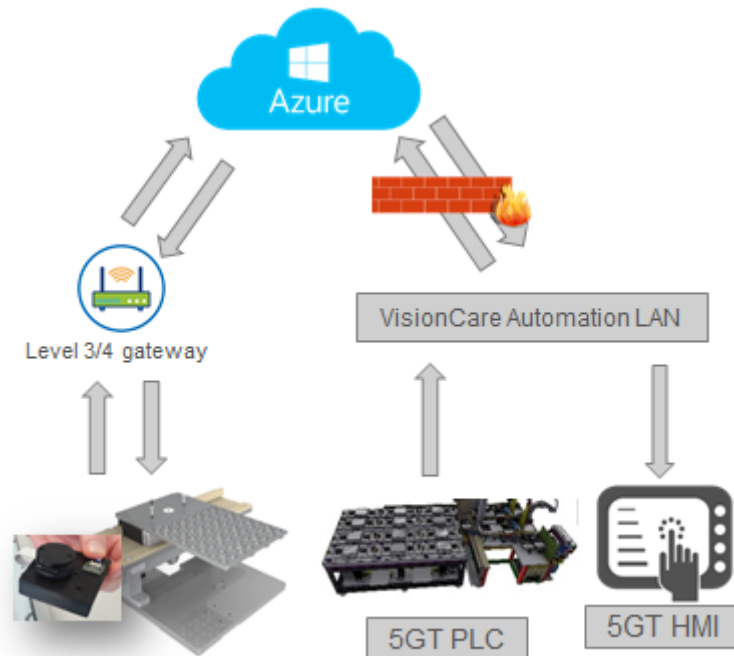 Azure
VisionCare Automation LAN
Level 3/4 gateway
5GT PLC
5GT HMI